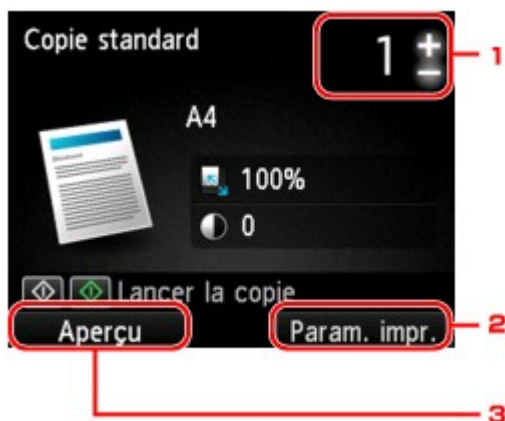 Copie standard
1 + −
1
A4
100%
0
Lancer la copie
Aperçu
Param. impr.
2
3